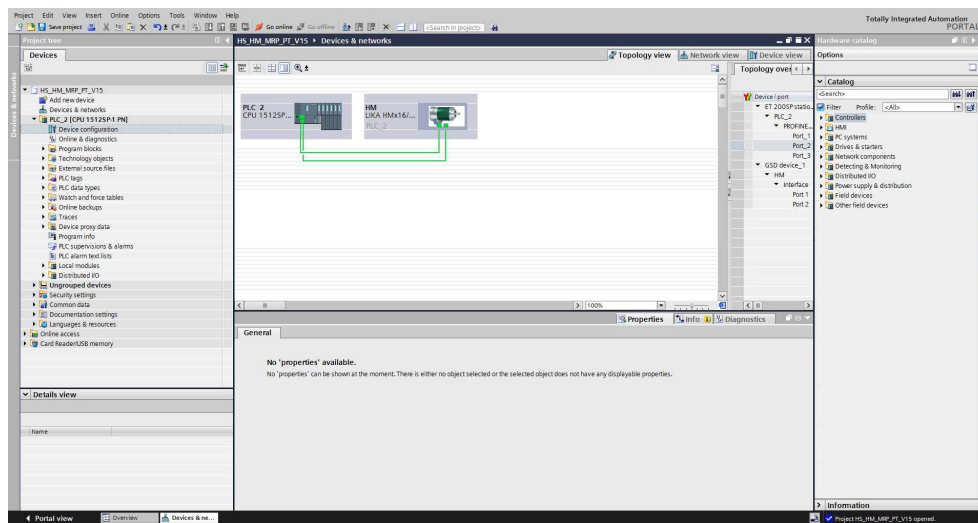 Project Edit View Insert Online Options Tools Window Help
Totally Integrated Automation
PORTAL
Save project
Go online
Go offline
<Search in project>
Project tree
Devices
Devices & networks
HS_HM_MRP_PT_V15
Add new device
Devices & networks
PLC_2 [CPU 1512SP-1 PN]
Device configuration
Online & diagnostics
Program blocks
Technology objects
External source files
PLC tags
PLC data types
Watch and force tables
Online backups
Traces
Device proxy data
Program info
PLC supervisions & alarms
PLC alarm text lists
Local modules
Distributed I/O
Ungrouped devices
Security settings
Common data
Documentation settings
Languages & resources
Online access
Card Reader/USB memory
Details view
Name
HS_HM_MRP_PT_V15 ▸ Devices & networks
Topology view
Network view
Device view
PLC_2
CPU 1512SP...
HM
LIKA HMx16/...
PLC_2
100%
Topology over
Device / port
ET 200SP statio...
PLC_2
PROFINE...
Port_1
Port_2
Port_3
GSD device_1
HM
Interface
Port 1
Port 2
Properties
Info
Diagnostics
General
No 'properties' available.
No 'properties' can be shown at the moment. There is either no object selected or the selected object does not have any displayable properties.
Hardware catalog
Options
Catalog
<Search>
Filter
Profile:
<All>
Controllers
HMI
PC systems
Drives & starters
Network components
Detecting & Monitoring
Distributed I/O
Power supply & distribution
Field devices
Other field devices
Information
Portal view
Overview
Devices & ne...
Project HS_HM_MRP_PT_V15 opened.